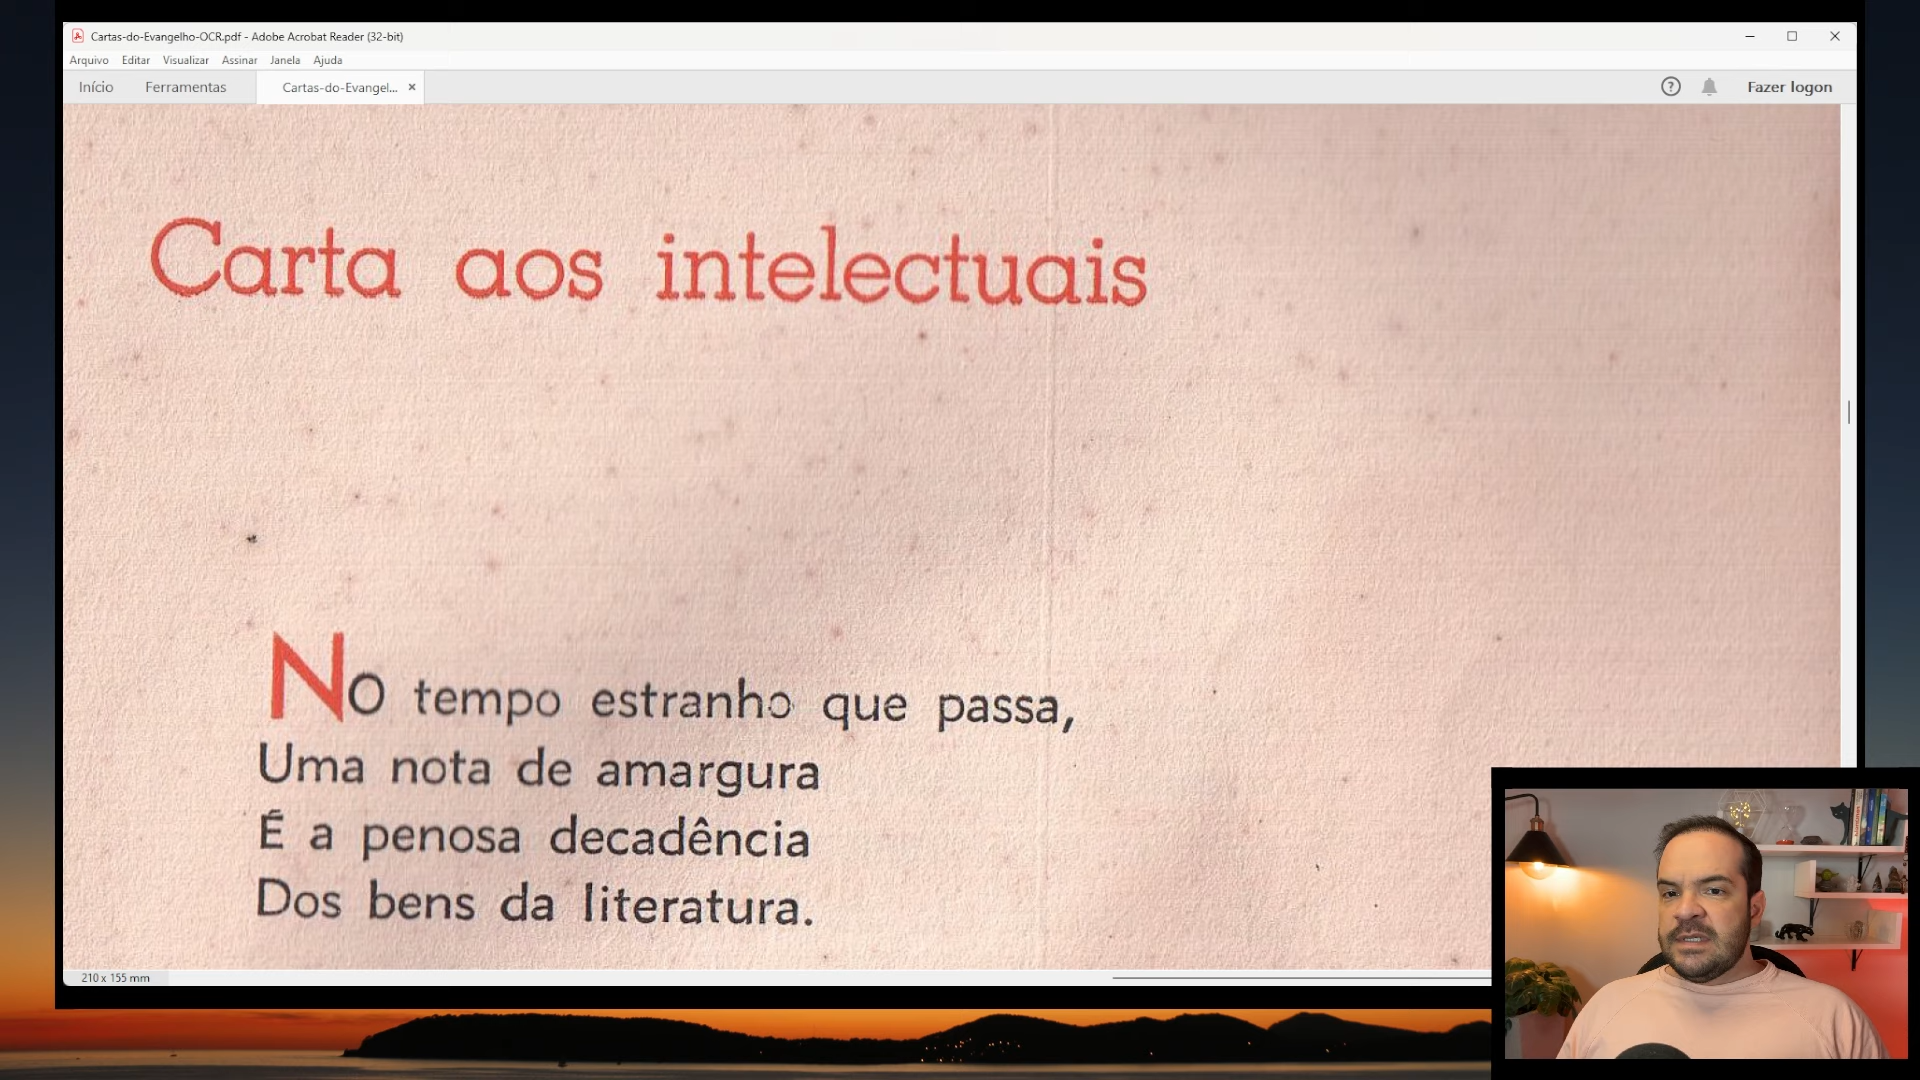 Cartas-do-Evangelho-OCR.pdf - Adobe Acrobat Reader (32-bit)
Arquivo Editar Visualizar Assinar Janela Ajuda
Início Ferramentas Cartas-do-Evangel... × Fazer logon
Carta aos intelectuais
No tempo estranho que passa,
Uma nota de amargura
É a penosa decadência
Dos bens da literatura.
210 x 155 mm